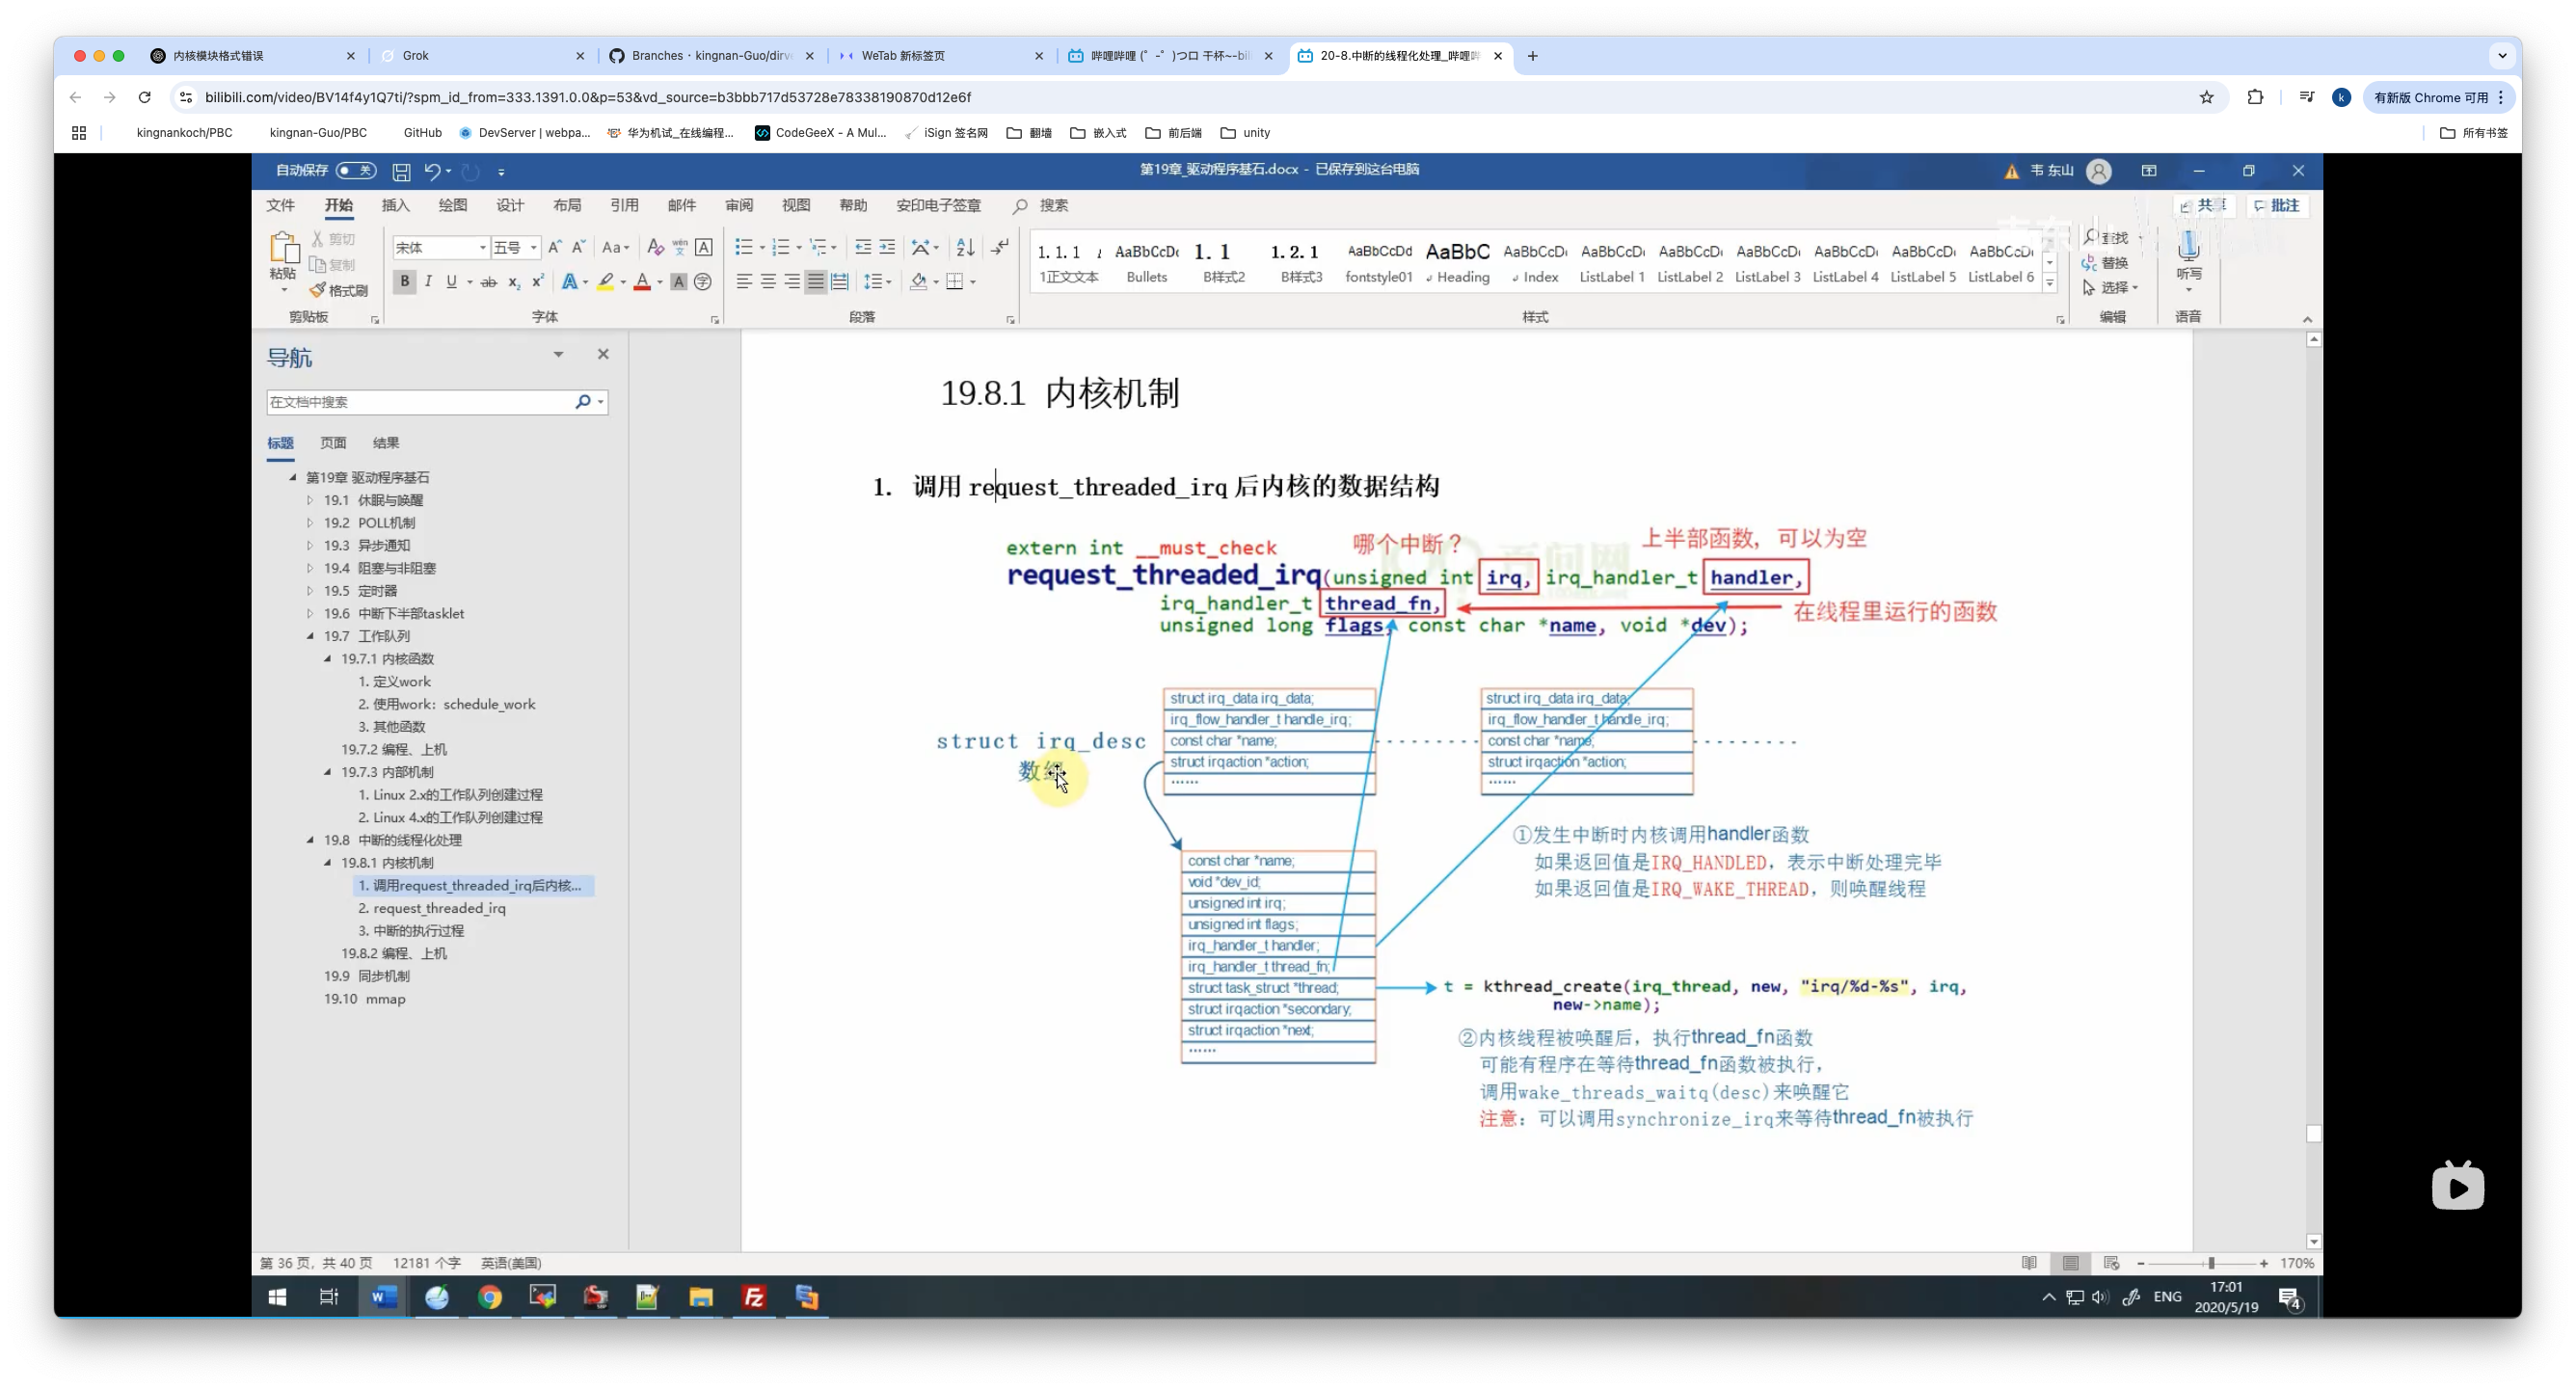 内核模块格式错误
Grok
Branches · kingnan-Guo/dirve
WeTab 新标签页
哔哩哔哩 (゜-゜)つロ 干杯~-bili
20-8.中断的线程化处理_哔哩哔
bilibili.com/video/BV14f4y1Q7ti/?spm_id_from=333.1391.0.0&p=53&vd_source=b3bbb717d53728e78338190870d12e6f
k
有新版 Chrome 可用
kingnankoch/PBC
kingnan-Guo/PBC
GitHub
DevServer | webpa...
华为机试_在线编程...
CodeGeeX - A Mul...
iSign 签名网
翻墙
嵌入式
前后端
unity
所有书签
自动保存 关
第19章_驱动程序基石.docx - 已保存到这台电脑
韦 东山
文件 开始 插入 绘图 设计 布局 引用 邮件 审阅 视图 帮助 安印电子签章 搜索
共享 批注
粘贴 剪切 复制 格式刷
宋体 五号
1正文文本 Bullets B样式2 B样式3 fontstyle01 Heading Index ListLabel 1 ListLabel 2 ListLabel 3 ListLabel 4 ListLabel 5 ListLabel 6
查找
替换
选择
听写
剪贴板 字体 段落 样式 编辑 语音
导航
在文档中搜索
标题 页面 结果
第19章 驱动程序基石
19.1 休眠与唤醒
19.2 POLL机制
19.3 异步通知
19.4 阻塞与非阻塞
19.5 定时器
19.6 中断下半部tasklet
19.7 工作队列
19.7.1 内核函数
1. 定义work
2. 使用work：schedule_work
3. 其他函数
19.7.2 编程、上机
19.7.3 内部机制
1. Linux 2.x的工作队列创建过程
2. Linux 4.x的工作队列创建过程
19.8 中断的线程化处理
19.8.1 内核机制
1. 调用request_threaded_irq后内核...
2. request_threaded_irq
3. 中断的执行过程
19.8.2 编程、上机
19.9 同步机制
19.10 mmap
19.8.1 内核机制
1. 调用 request_threaded_irq 后内核的数据结构
哪个中断？
上半部函数，可以为空
extern int __must_check
request_threaded_irq(unsigned int irq, irq_handler_t handler,
irq_handler_t thread_fn,
在线程里运行的函数
unsigned long flags, const char *name, void *dev);
struct irq_desc
数组
struct irq_data irq_data;
irq_flow_handler_t handle_irq;
const char *name;
struct irqaction *action;
......
struct irq_data irq_data;
irq_flow_handler_t handle_irq;
const char *name;
struct irqaction *action;
......
const char *name;
void *dev_id;
unsigned int irq;
unsigned int flags;
irq_handler_t handler;
irq_handler_t thread_fn;
struct task_struct *thread;
struct irqaction *secondary;
struct irqaction *next;
......
①发生中断时内核调用handler函数
如果返回值是IRQ_HANDLED，表示中断处理完毕
如果返回值是IRQ_WAKE_THREAD，则唤醒线程
t = kthread_create(irq_thread, new, "irq/%d-%s", irq,
new->name);
②内核线程被唤醒后，执行thread_fn函数
可能有程序在等待thread_fn函数被执行，
调用wake_threads_waitq(desc)来唤醒它
注意：可以调用synchronize_irq来等待thread_fn被执行
第 36 页，共 40 页 12181 个字 英语(美国)
170%
ENG
17:01
2020/5/19
4